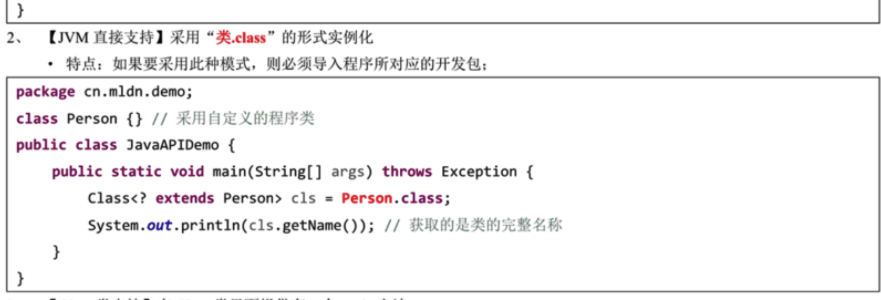 }
2、 【JVM 直接支持】采用“类.class”的形式实例化
• 特点：如果要采用此种模式，则必须导入程序所对应的开发包；
package cn.mldn.demo;
class Person {} // 采用自定义的程序类
public class JavaAPIDemo {
public static void main(String[] args) throws Exception {
Class<? extends Person> cls = Person.class;
System.out.println(cls.getName()); // 获取的是类的完整名称
}
}